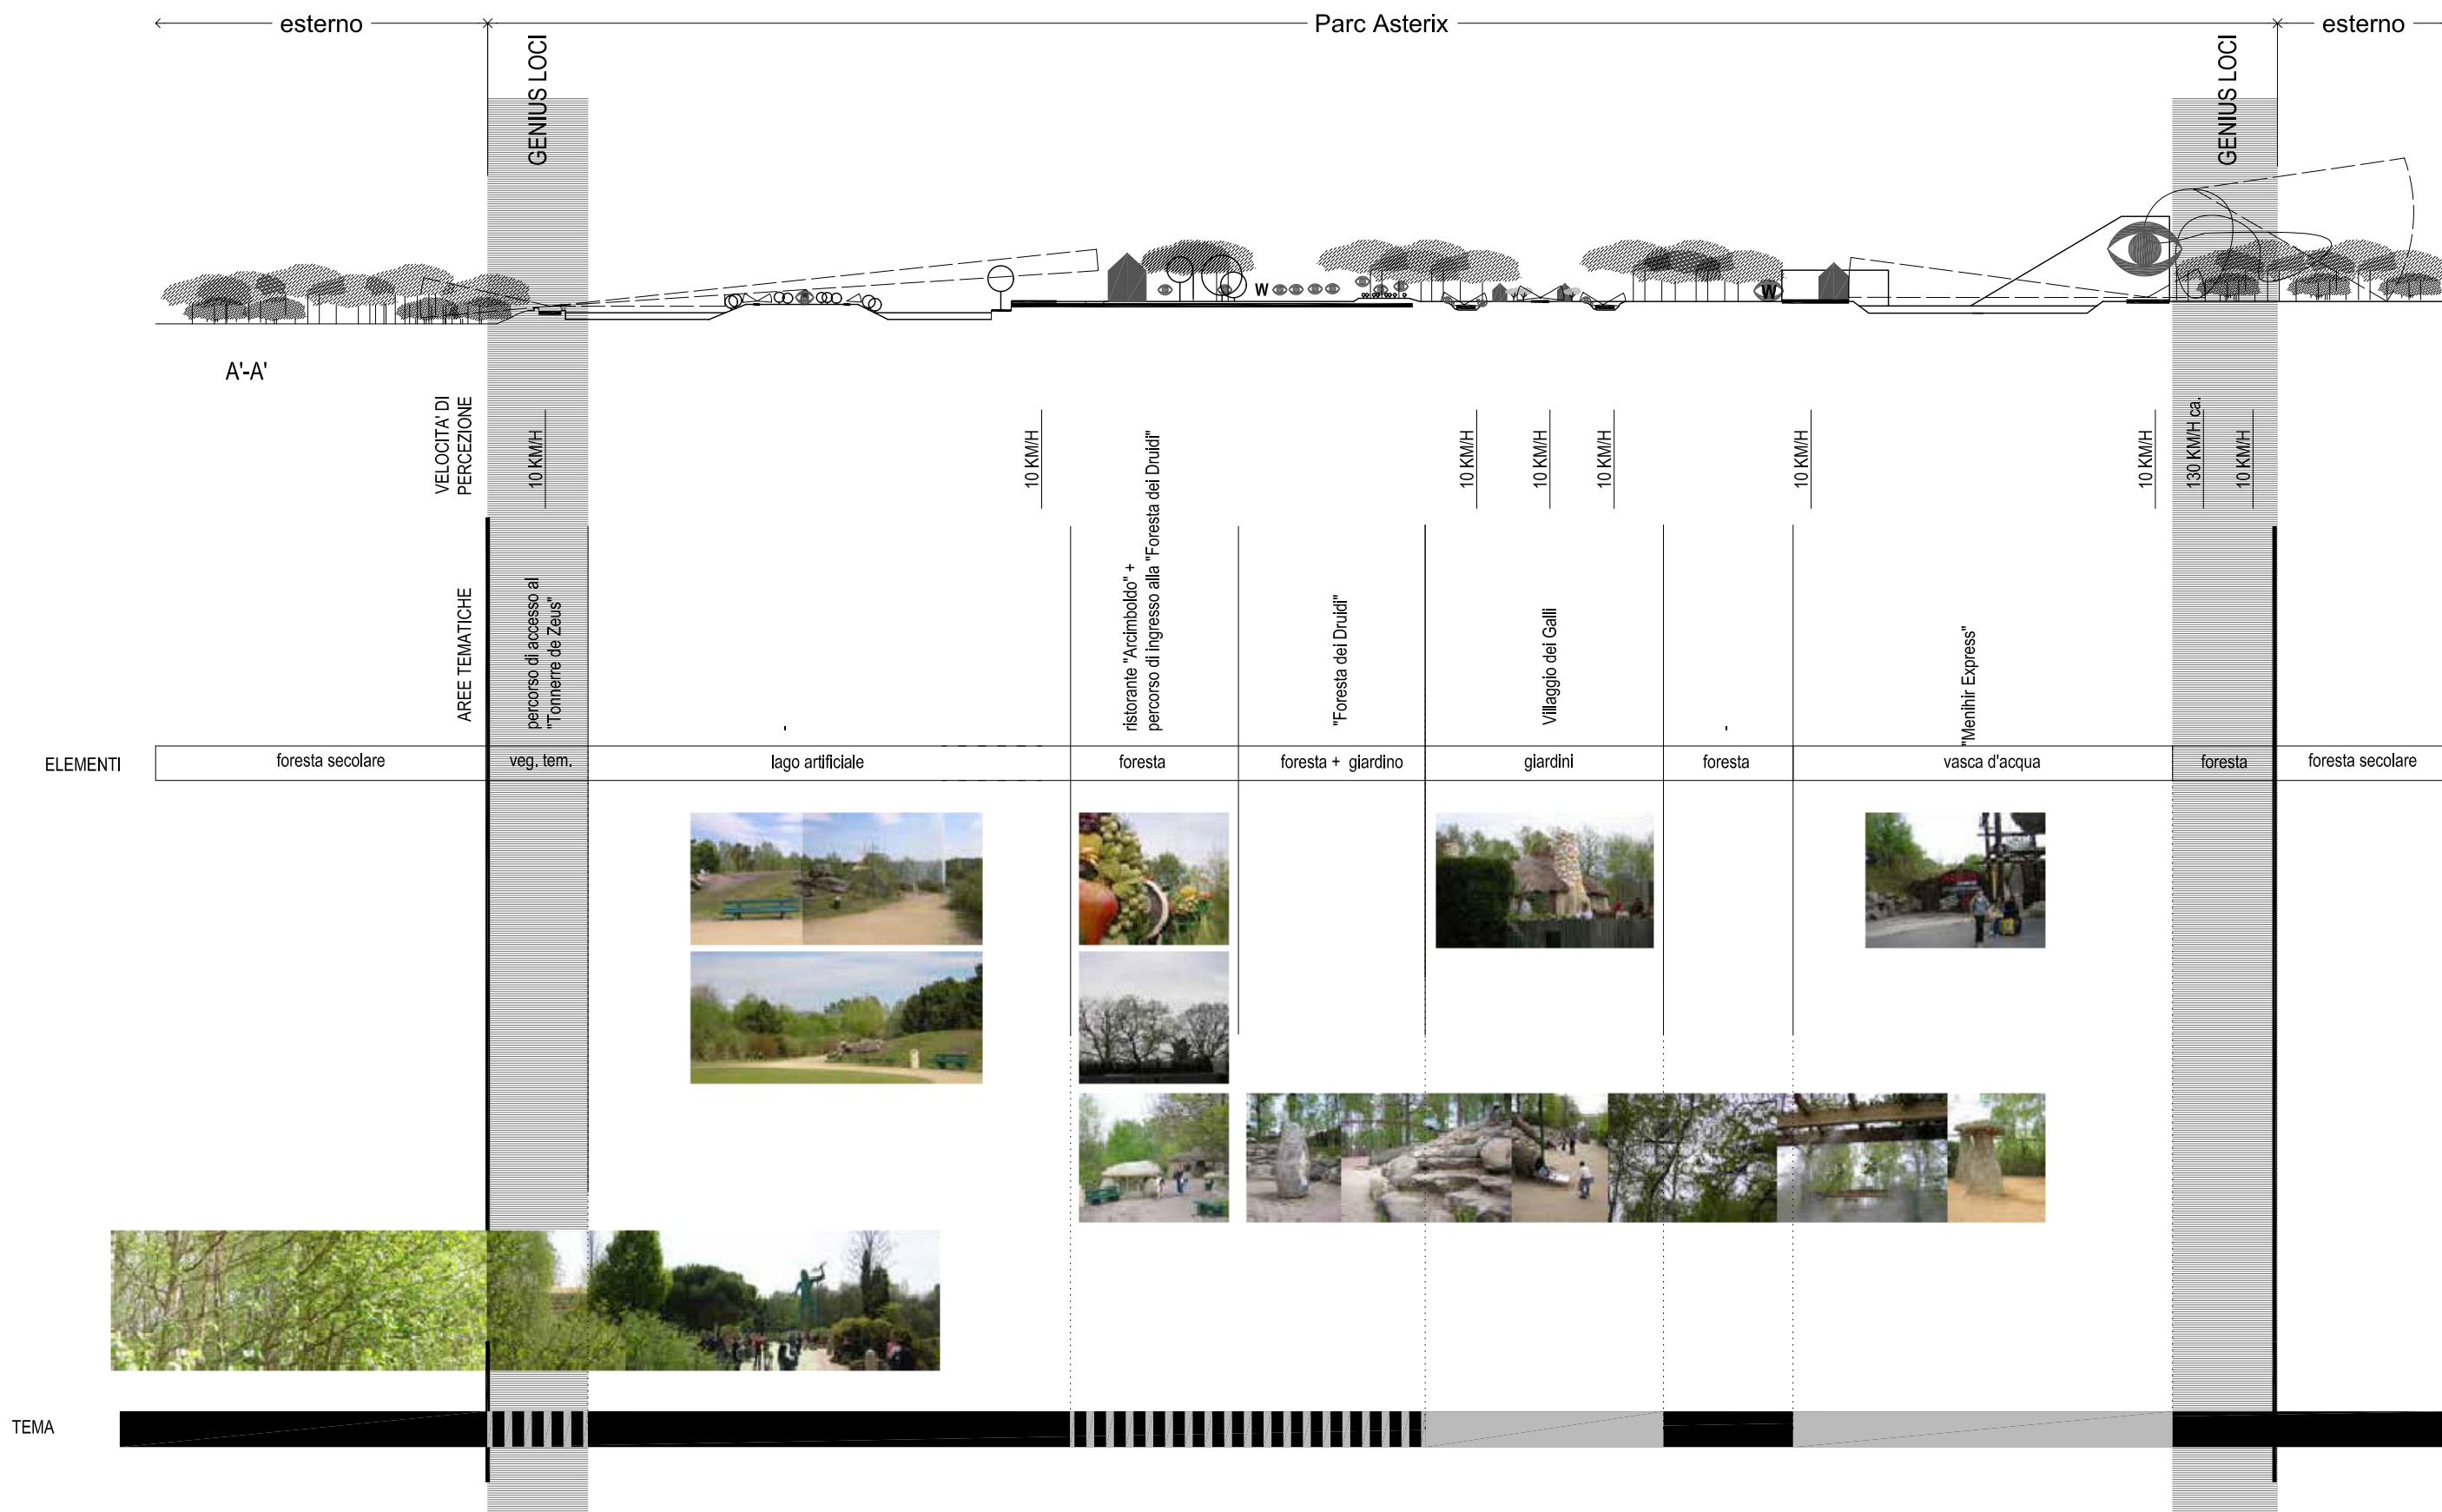 esterno
Parc Asterix
esterno
GENIUS LOCI
GENIUS LOCI
W
W
A'-A'
VELOCITA' DI
PERCEZIONE
10 KM/H
10 KM/H
10 KM/H
10 KM/H
10 KM/H
10 KM/H
10 KM/H
130 KM/H ca.
10 KM/H
AREE TEMATICHE
percorso di accesso al
"Tonnerre de Zeus"
-
ristorante "Arcimboldo" +
percorso di ingresso alla "Foresta dei Druidi"
"Foresta dei Druidi"
Villaggio dei Galli
-
"Menihir Express"
ELEMENTI
foresta secolare
veg. tem.
lago artificiale
foresta
foresta + giardino
giardini
foresta
vasca d'acqua
foresta
foresta secolare
TEMA